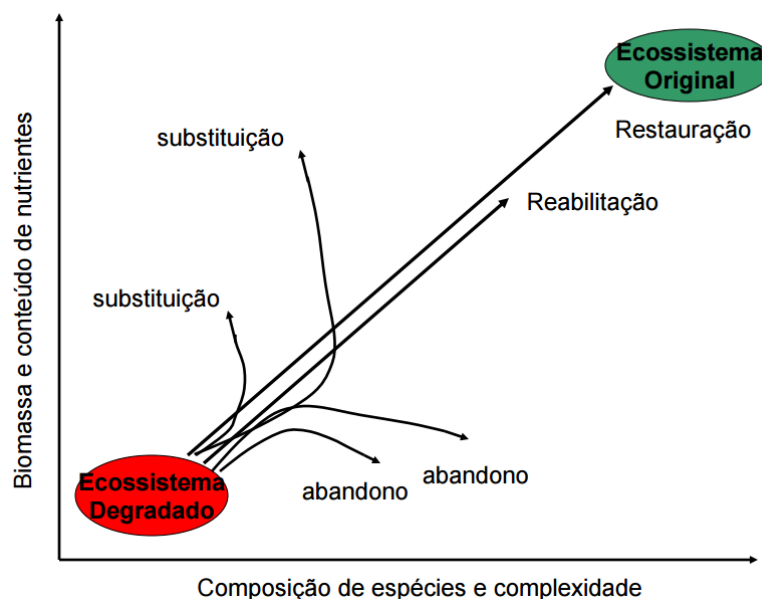 Ecossistema
Original
Restauração
substituição
Reabilitação
substituição
Biomassa e conteúdo de nutrientes
Ecossistema
Degradado
abandono
abandono
Composição de espécies e complexidade